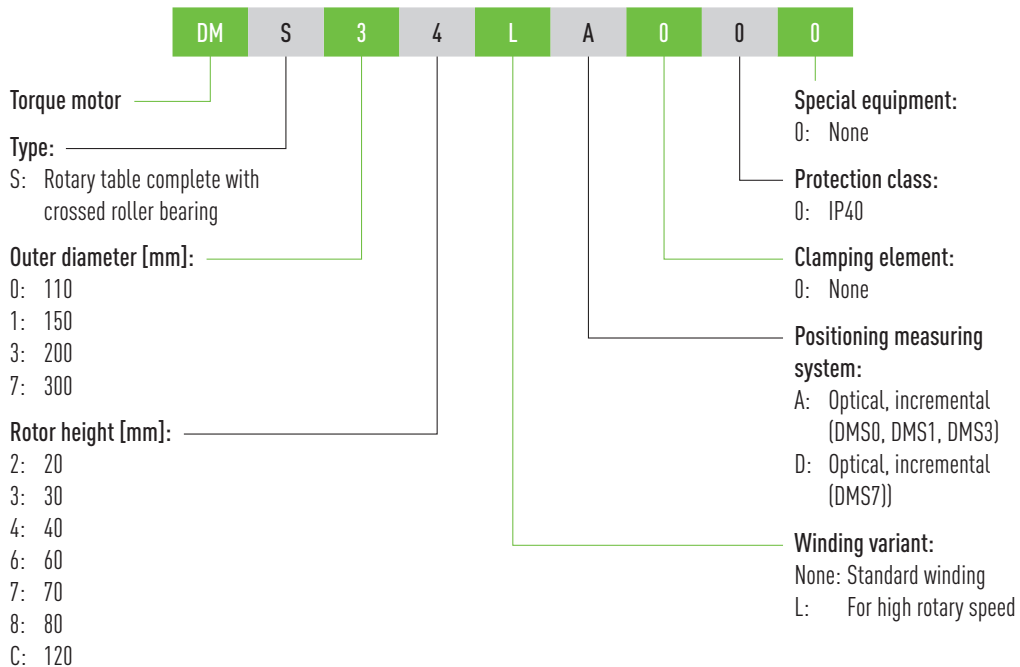 DM S 3 4 L A 0 0 0
Torque motor
Type:
S: Rotary table complete with
crossed roller bearing
Outer diameter [mm]:
0: 110
1: 150
3: 200
7: 300
Rotor height [mm]:
2: 20
3: 30
4: 40
6: 60
7: 70
8: 80
C: 120
Special equipment:
0: None
Protection class:
0: IP40
Clamping element:
0: None
Positioning measuring
system:
A: Optical, incremental
(DMS0, DMS1, DMS3)
D: Optical, incremental
(DMS7))
Winding variant:
None: Standard winding
L: For high rotary speed